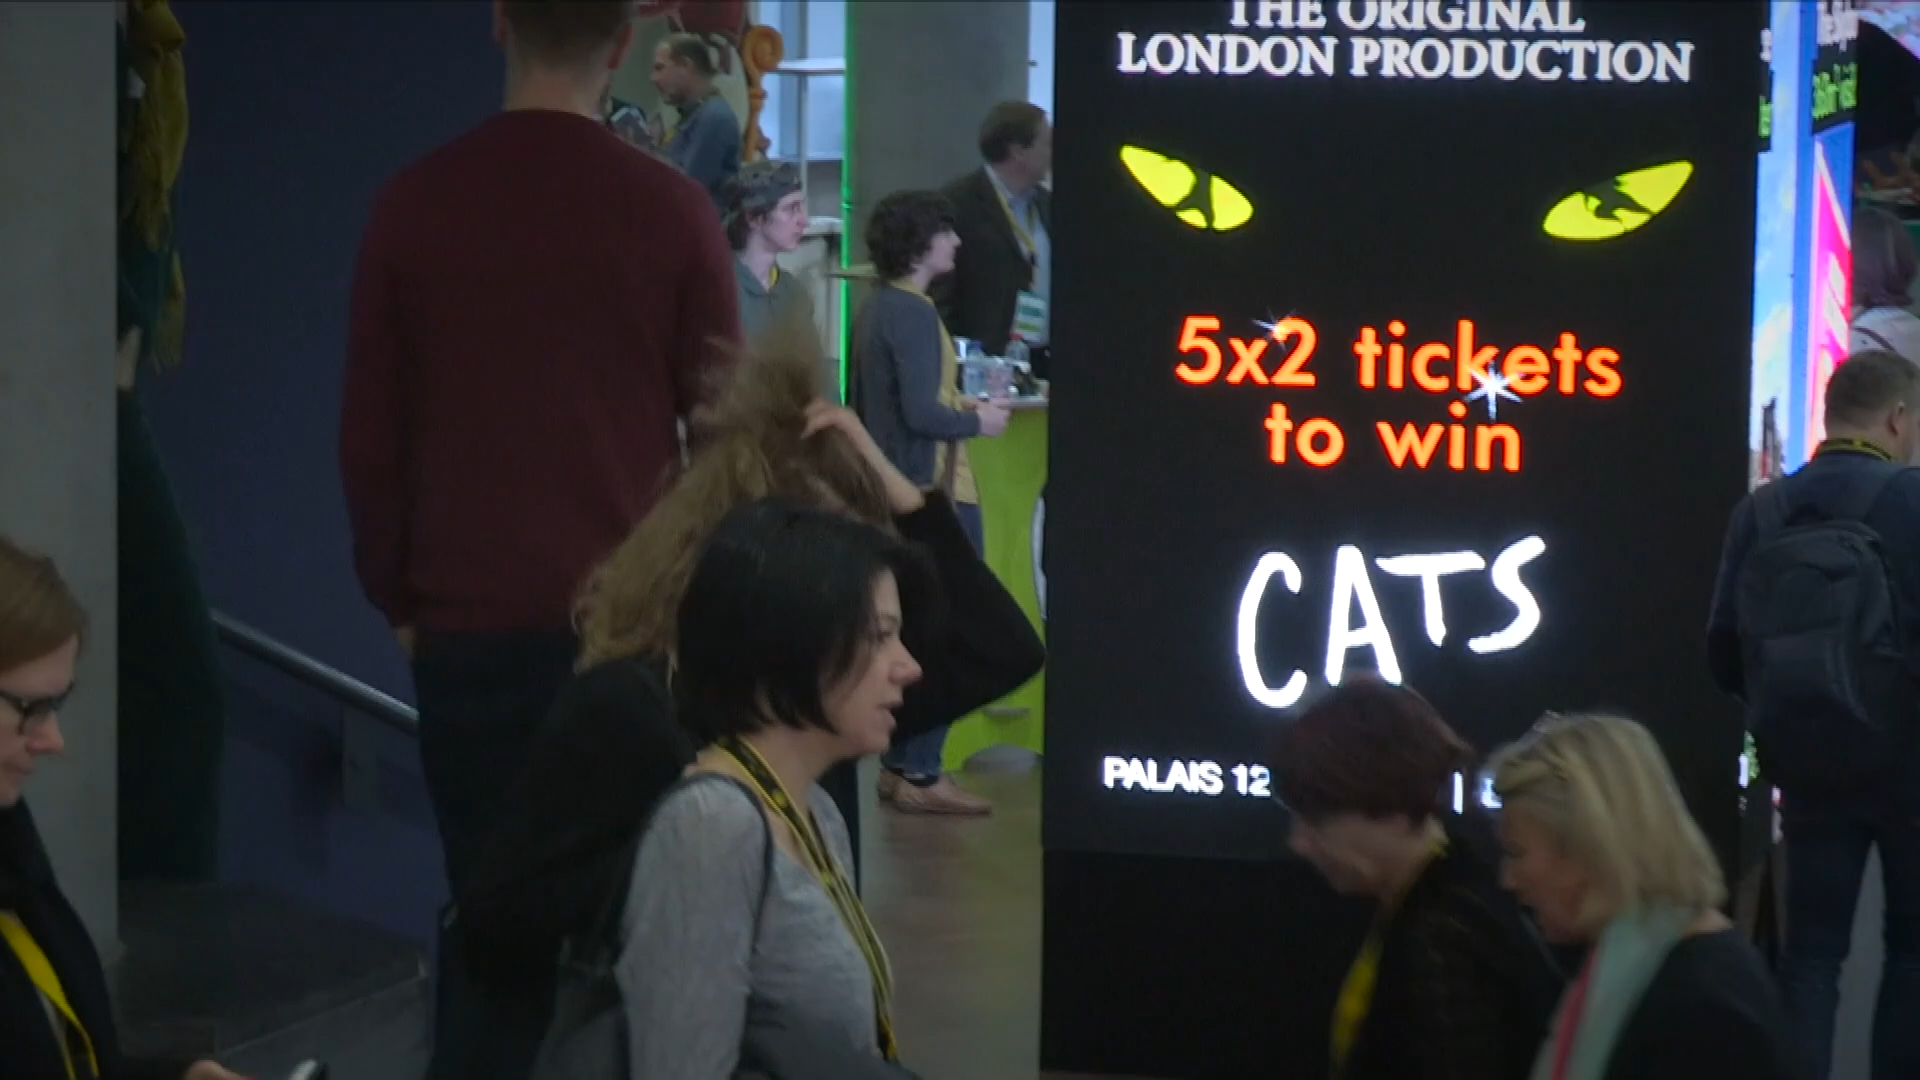 THE ORIGINAL
LONDON PRODUCTION
5x2 tickets
to win
CATS
PALAIS 12